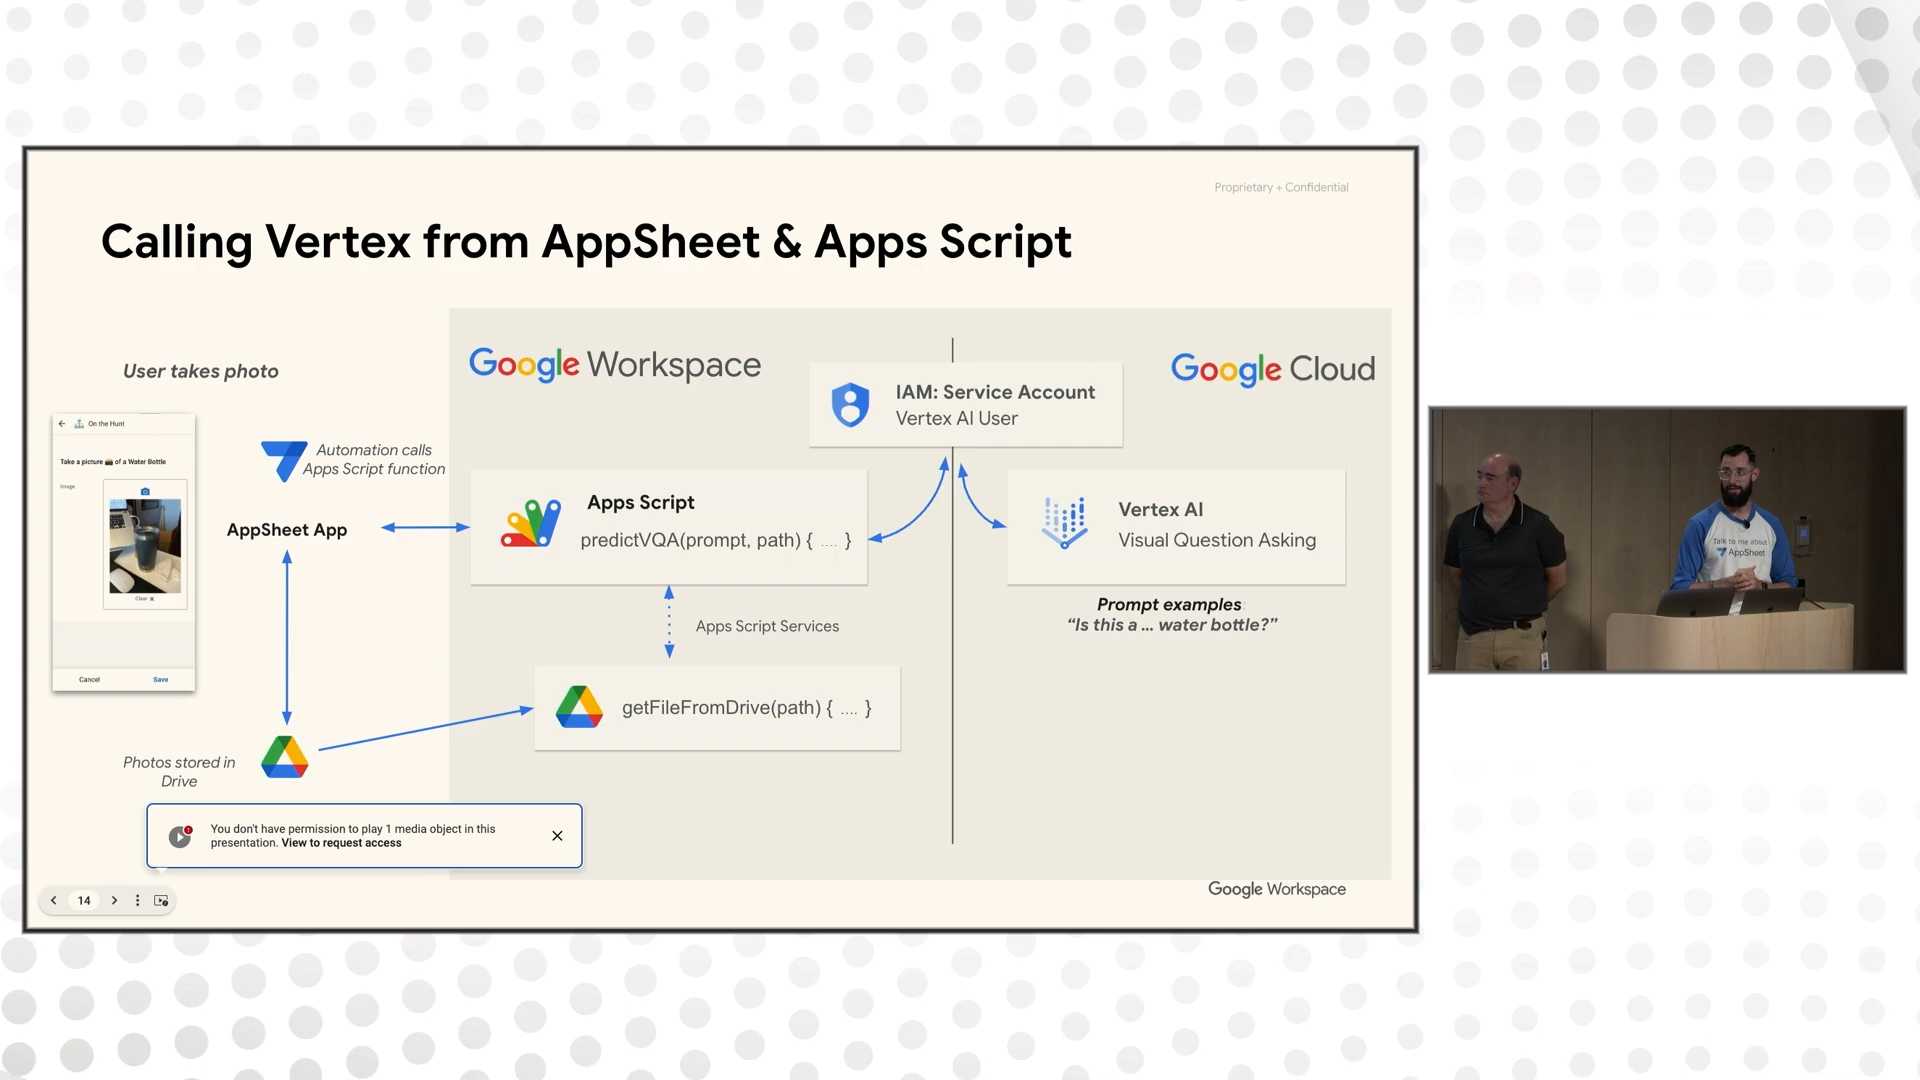 Proprietary + Confidential
Calling Vertex from AppSheet & Apps Script
User takes photo
On the Hunt
Take a picture 📸 of a Water Bottle
Image
Clear
Cancel
Save
Automation calls
Apps Script function
AppSheet App
Photos stored in
Drive
Google Workspace
Google Cloud
IAM: Service Account
Vertex AI User
Apps Script
predictVQA(prompt, path) { .... }
Vertex AI
Visual Question Asking
Prompt examples
“Is this a ... water bottle?”
Apps Script Services
getFileFromDrive(path) { .... }
You don't have permission to play 1 media object in this
presentation. View to request access
14
Google Workspace
Talk to me about
AppSheet